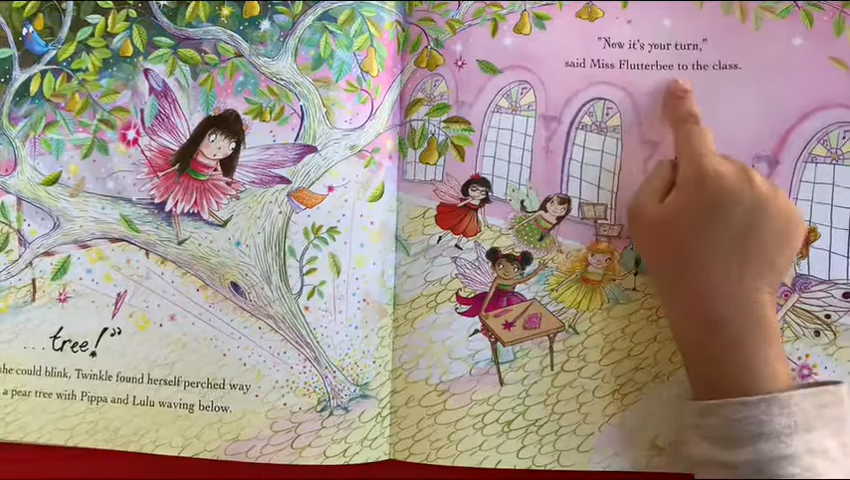 ... tree!"
she could blink, Twinkle found herself perched way
a pear tree with Pippa and Lulu waving below.
"Now it's your turn,"
said Miss Flutterbee to the class.